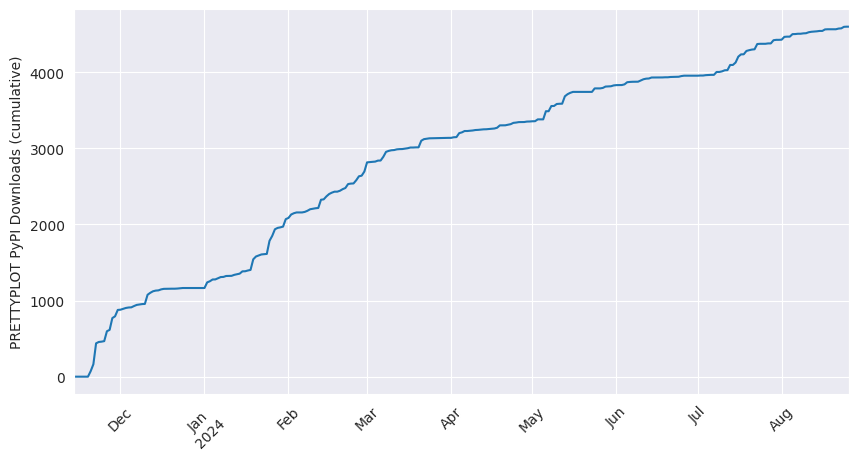 PRETTYPLOT PyPI Downloads (cumulative)
4000
3000
2000
1000
0
Dec
Jan
2024
Feb
Mar
Apr
May
Jun
Jul
Aug